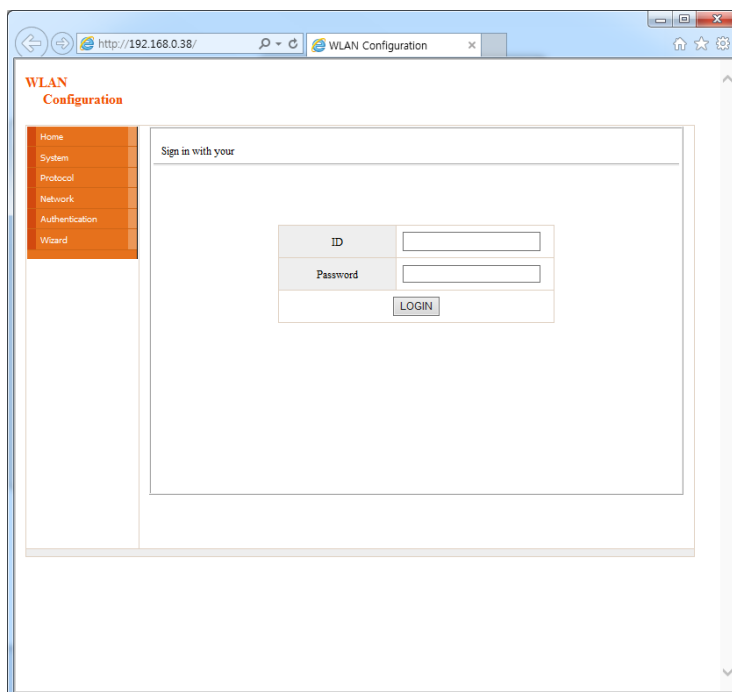 http://192.168.0.38/
WLAN Configuration
WLAN
Configuration
Home
System
Protocol
Network
Authentication
Wizard
Sign in with your
ID
Password
LOGIN